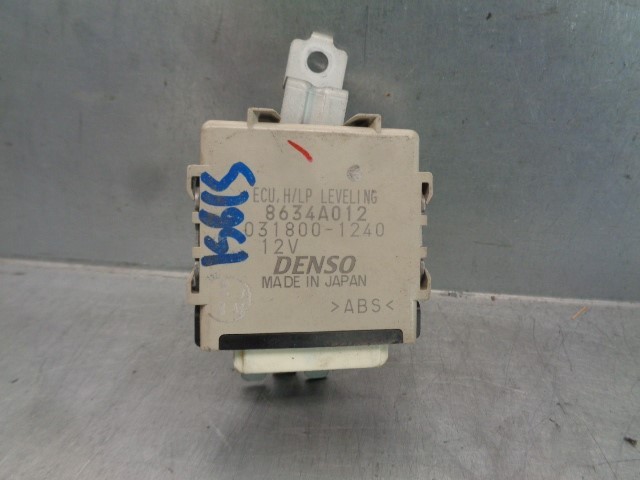 ECU, H/LP LEVELING
8634A012
031800-1240
12V
DENSO
MADE IN JAPAN
>ABS<